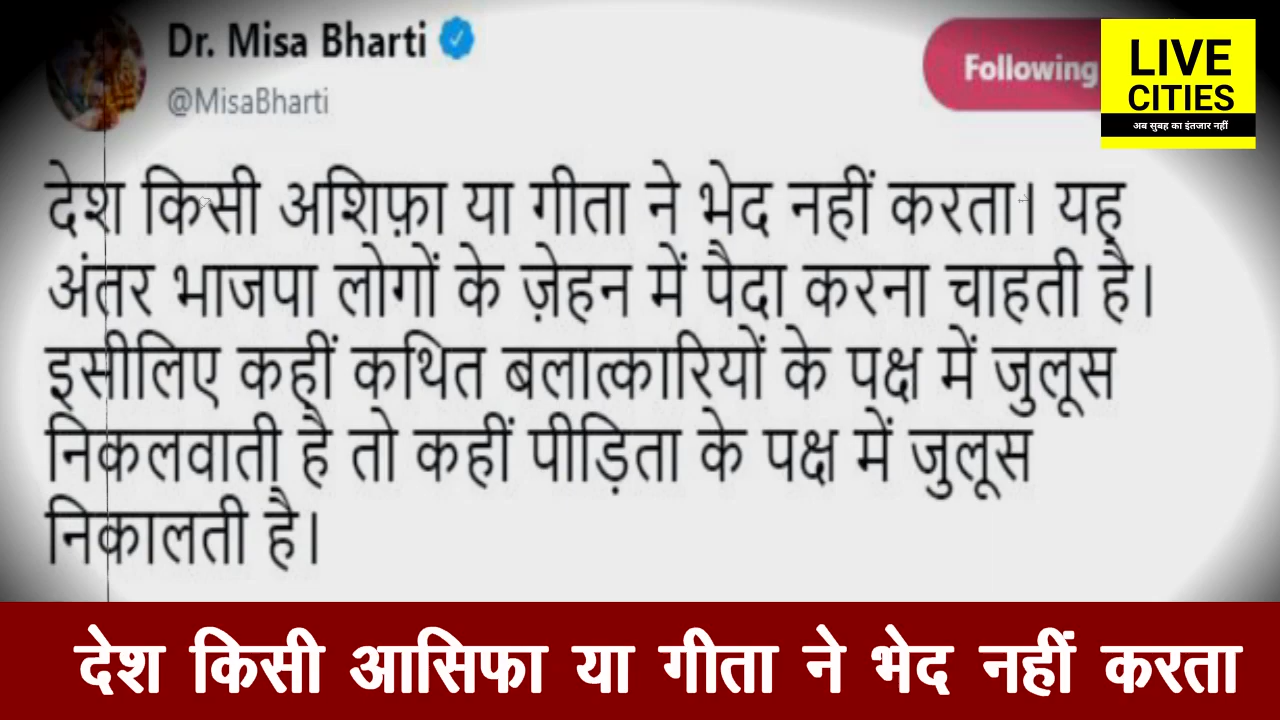 Dr. Misa Bharti
@MisaBharti
Following
LIVE
CITIES
अब सुबह का इंतजार नहीं
देश किसी अशिफ़ा या गीता ने भेद नहीं करता। यह
अंतर भाजपा लोगों के ज़ेहन में पैदा करना चाहती है।
इसीलिए कहीं कथित बलात्कारियों के पक्ष में जुलूस
निकलवाती है तो कहीं पीड़िता के पक्ष में जुलूस
निकालती है।
देश किसी आसिफा या गीता ने भेद नहीं करता